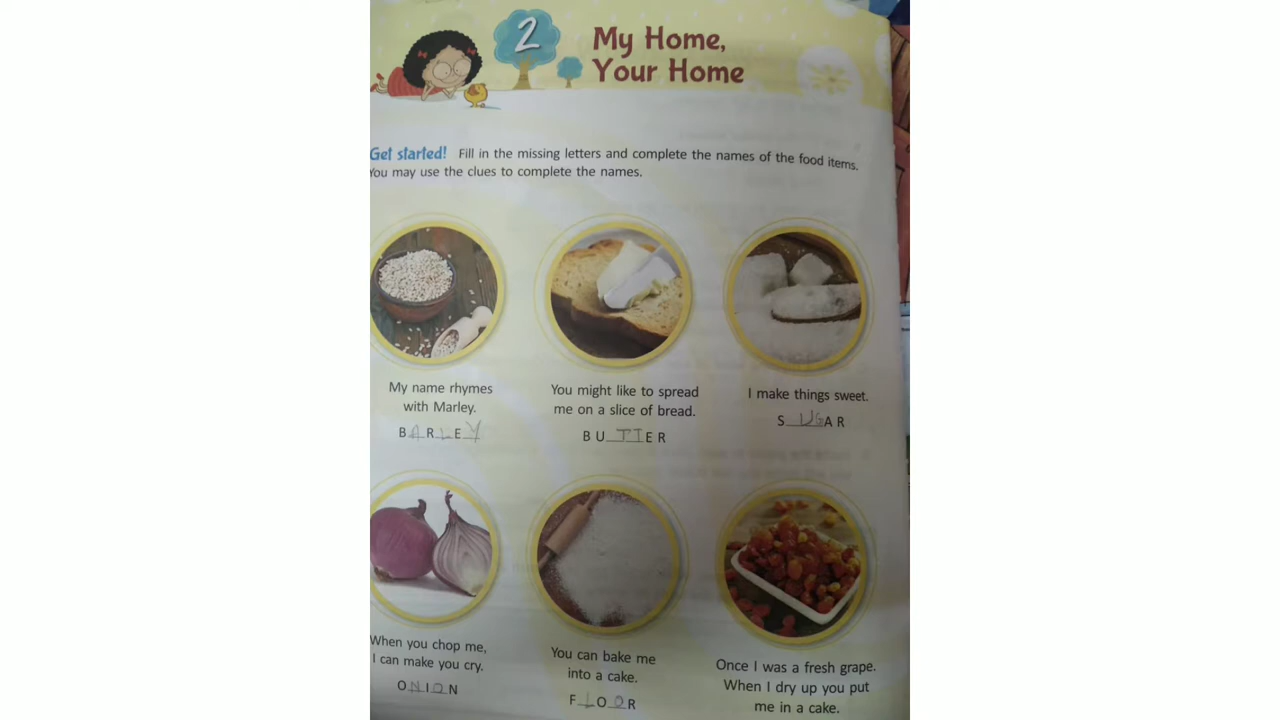 2
My Home,
Your Home
Get started! Fill in the missing letters and complete the names of the food items.
You may use the clues to complete the names.
My name rhymes
with Marley.
BARLEY
You might like to spread
me on a slice of bread.
BUTTER
I make things sweet.
SUGAR
When you chop me,
I can make you cry.
ONION
You can bake me
into a cake.
FLOOR
Once I was a fresh grape.
When I dry up you put
me in a cake.